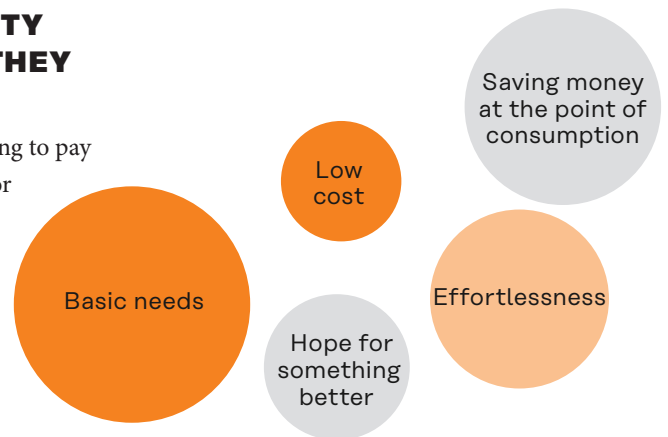 TY
THEY
ng to pay
or
Saving money
at the point of
consumption
Low
cost
Basic needs
Effortlessness
Hope for
something
better